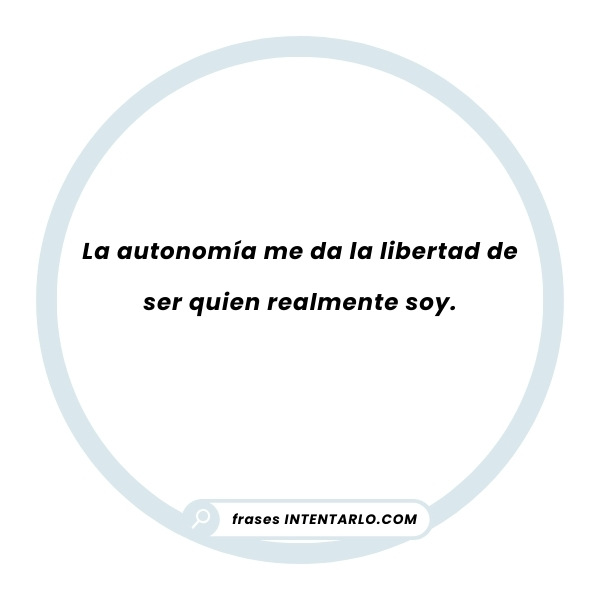 La autonomía me da la libertad de
ser quien realmente soy.
frases INTENTARLO.COM